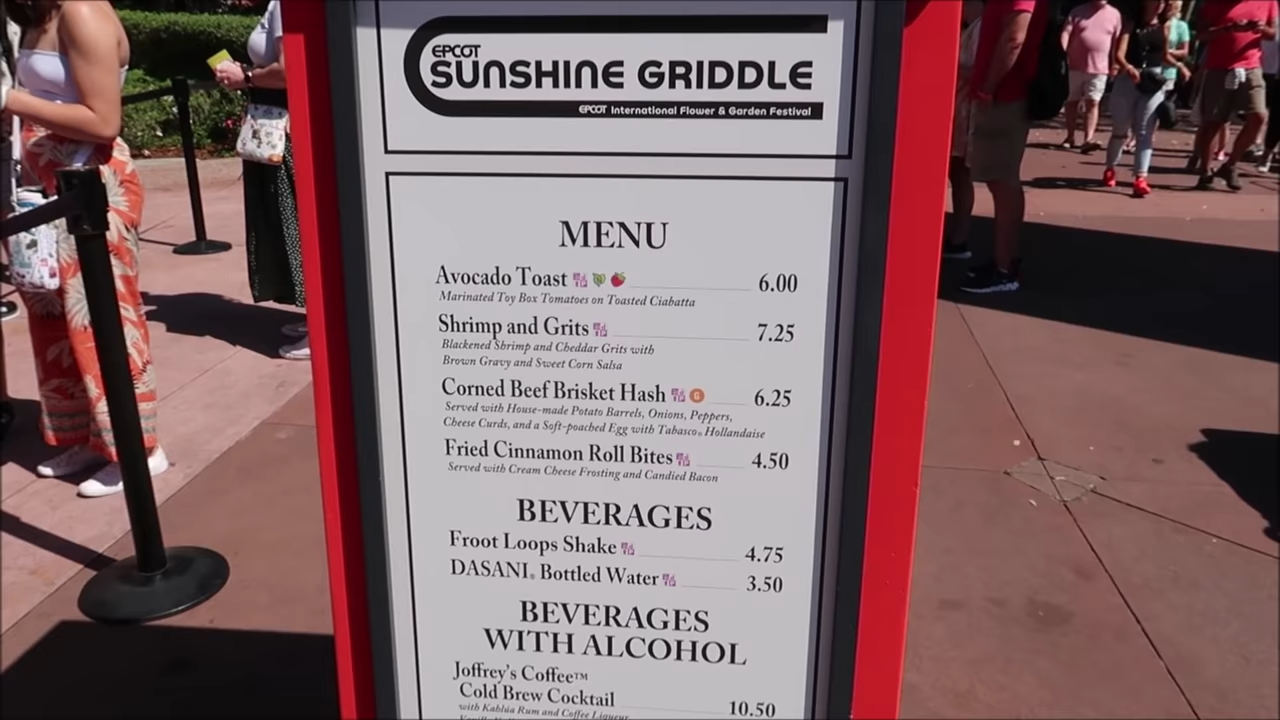 EPCOT
SUNSHINE GRIDDLE
EPCOT International Flower & Garden Festival
MENU
Avocado Toast 6.00
Marinated Toy Box Tomatoes on Toasted Ciabatta
Shrimp and Grits 7.25
Blackened Shrimp and Cheddar Grits with
Brown Gravy and Sweet Corn Salsa
Corned Beef Brisket Hash G 6.25
Served with House-made Potato Barrels, Onions, Peppers,
Cheese Curds, and a Soft-poached Egg with Tabasco® Hollandaise
Fried Cinnamon Roll Bites 4.50
Served with Cream Cheese Frosting and Candied Bacon
BEVERAGES
Froot Loops Shake 4.75
DASANI® Bottled Water 3.50
BEVERAGES
WITH ALCOHOL
Joffrey's Coffee™
Cold Brew Cocktail 10.50
with Kahlúa Rum and Coffee Liqueur,